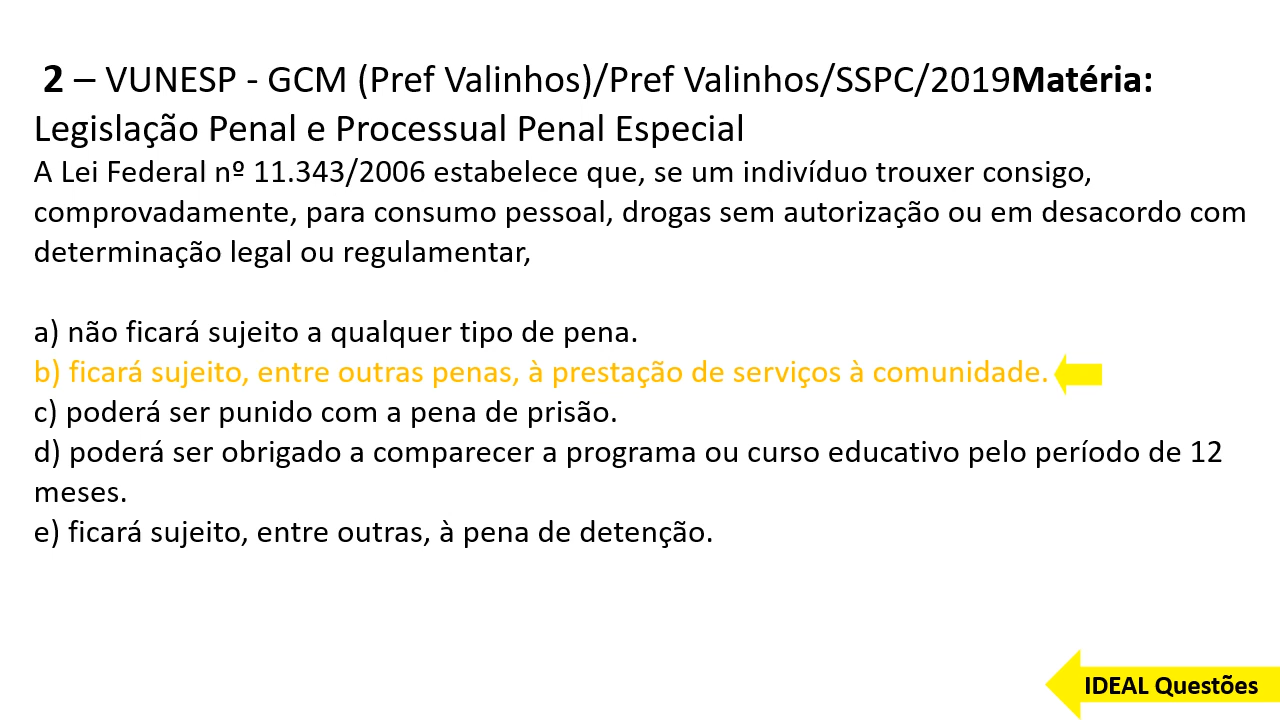 2 – VUNESP - GCM (Pref Valinhos)/Pref Valinhos/SSPC/2019Matéria:
Legislação Penal e Processual Penal Especial
A Lei Federal nº 11.343/2006 estabelece que, se um indivíduo trouxer consigo,
comprovadamente, para consumo pessoal, drogas sem autorização ou em desacordo com
determinação legal ou regulamentar,
a) não ficará sujeito a qualquer tipo de pena.
b) ficará sujeito, entre outras penas, à prestação de serviços à comunidade.
c) poderá ser punido com a pena de prisão.
d) poderá ser obrigado a comparecer a programa ou curso educativo pelo período de 12
meses.
e) ficará sujeito, entre outras, à pena de detenção.
IDEAL Questões